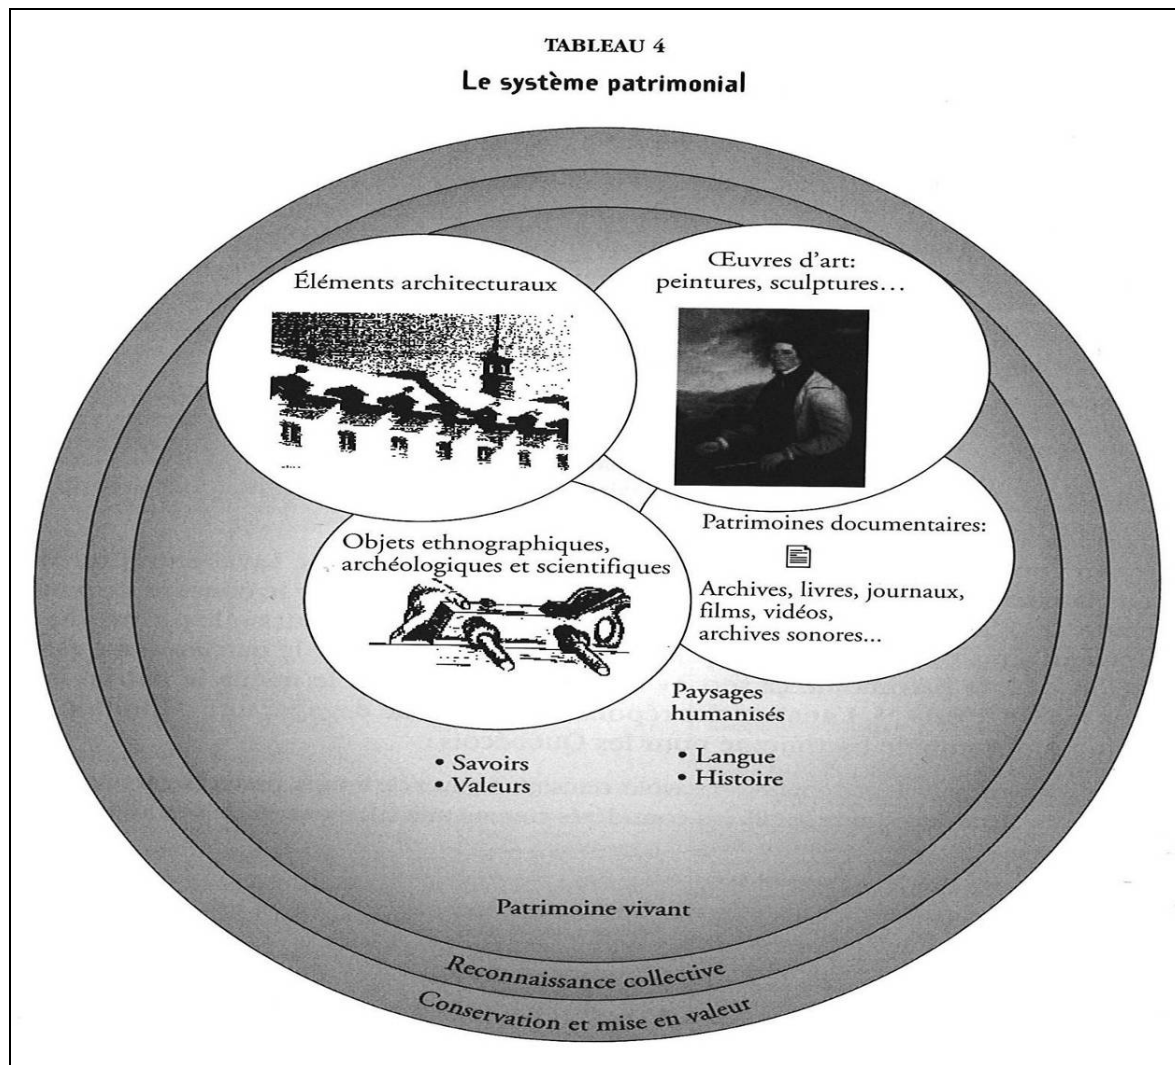 TABLEAU 4
Le système patrimonial
Éléments architecturaux
Œuvres d'art:
peintures, sculptures...
Objets ethnographiques,
archéologiques et scientifiques
Patrimoines documentaires:
Archives, livres, journaux,
films, vidéos,
archives sonores...
Paysages
humanisés
• Savoirs
• Valeurs
• Langue
• Histoire
Patrimoine vivant
Reconnaissance collective
Conservation et mise en valeur